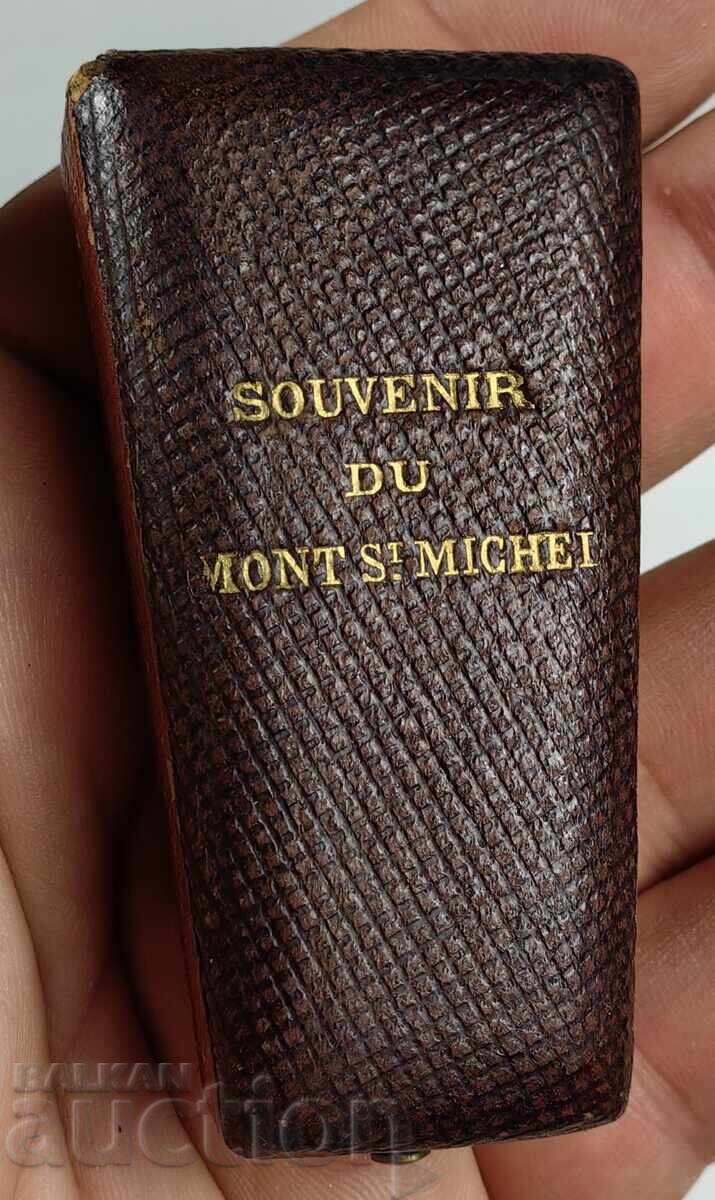 SOUVENIR
DU
MONT ST MICHEL
BALKAN
auction